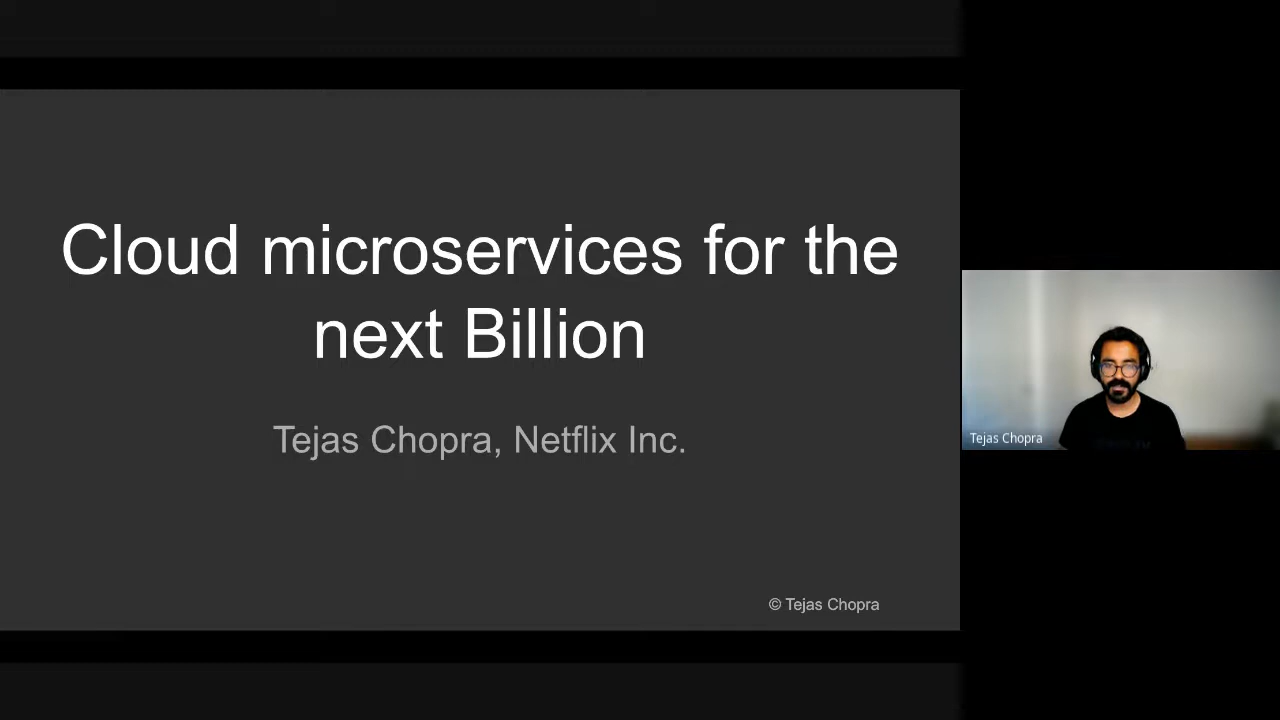 Cloud microservices for the
next Billion
Tejas Chopra, Netflix Inc.
© Tejas Chopra
Tejas Chopra